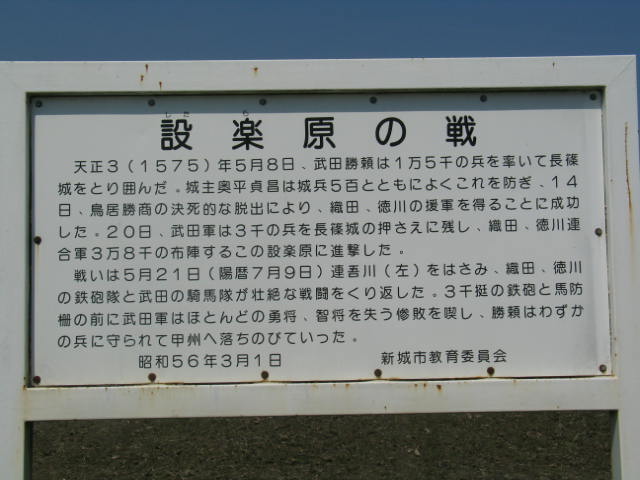 設楽原の戦
天正3(1575)年5月8日、武田勝頼は1万5千の兵を率いて長篠
城をとり囲んだ。城主奥平貞昌は城兵5百とともによくこれを防ぎ、14
日、鳥居勝商の決死的な脱出により、織田、徳川の援軍を得ることに成功
した。20日、武田軍は3千の兵を長篠城の押さえに残し、織田、徳川連
合軍3万8千の布陣するこの設楽原に進撃した。
戦いは5月21日(陽暦7月9日)連吾川(左)をはさみ、織田、徳川
の鉄砲隊と武田の騎馬隊が壮絶な戦闘をくり返した。3千挺の鉄砲と馬防
柵の前に武田軍はほとんどの勇将、智将を失う惨敗を喫し、勝頼はわずか
の兵に守られて甲州へ落ちのびていった。
昭和56年3月1日 新城市教育委員会